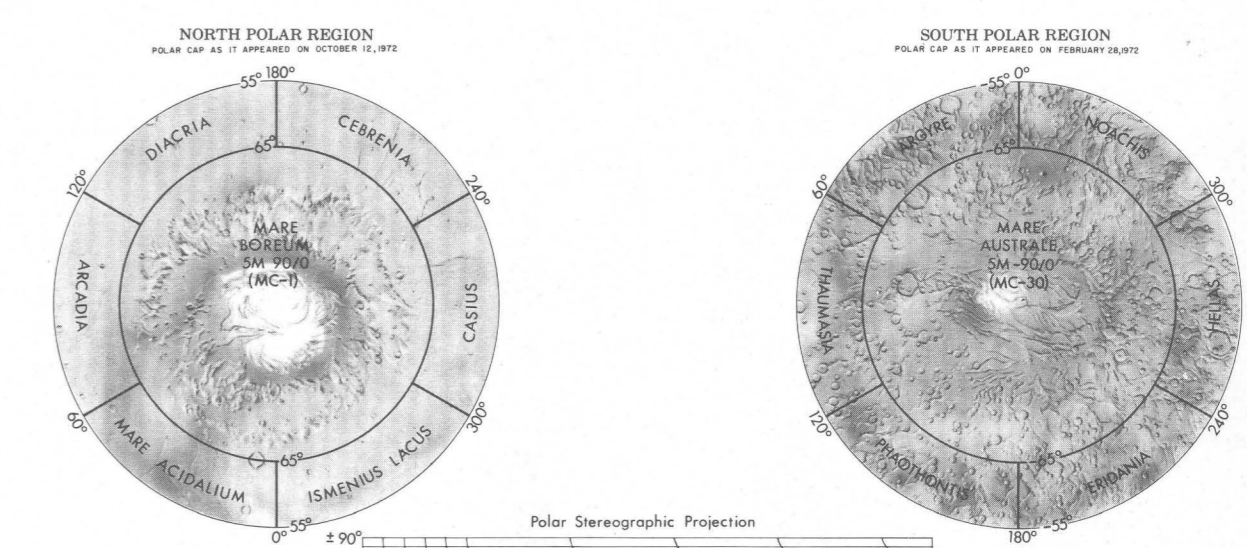 NORTH POLAR REGION
POLAR CAP AS IT APPEARED ON OCTOBER 12, 1972
180°
55°
65°
DIACRIA
CEBRENIA
120°
240°
MARE
BOREUM
5M 90/0
(MC-1)
ARCADIA
CASIUS
60°
300°
MARE ACIDALIUM
ISMENIUS LACUS
65°
55°
0°
SOUTH POLAR REGION
POLAR CAP AS IT APPEARED ON FEBRUARY 28, 1972
0°
-55°
-65°
ARGYRE
NOACHIS
60°
300°
MARE
AUSTRALE
5M -90/0
(MC-30)
THAUMASIA
HELLAS
120°
240°
PHAETHONTIS
ERIDANIA
-65°
-55°
180°
Polar Stereographic Projection
± 90°